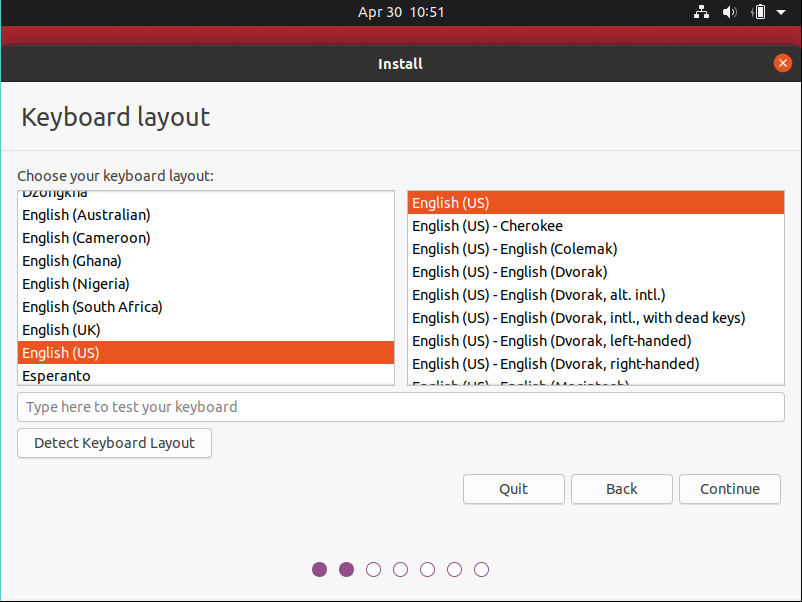 Apr 30 10:51
Install
Keyboard layout
Choose your keyboard layout:
Dzongkha
English (Australian)
English (Cameroon)
English (Ghana)
English (Nigeria)
English (South Africa)
English (UK)
English (US)
Esperanto
English (US)
English (US) - Cherokee
English (US) - English (Colemak)
English (US) - English (Dvorak)
English (US) - English (Dvorak, alt. intl.)
English (US) - English (Dvorak, intl., with dead keys)
English (US) - English (Dvorak, left-handed)
English (US) - English (Dvorak, right-handed)
English (US) - English (Macintosh)
Type here to test your keyboard
Detect Keyboard Layout
Quit Back Continue